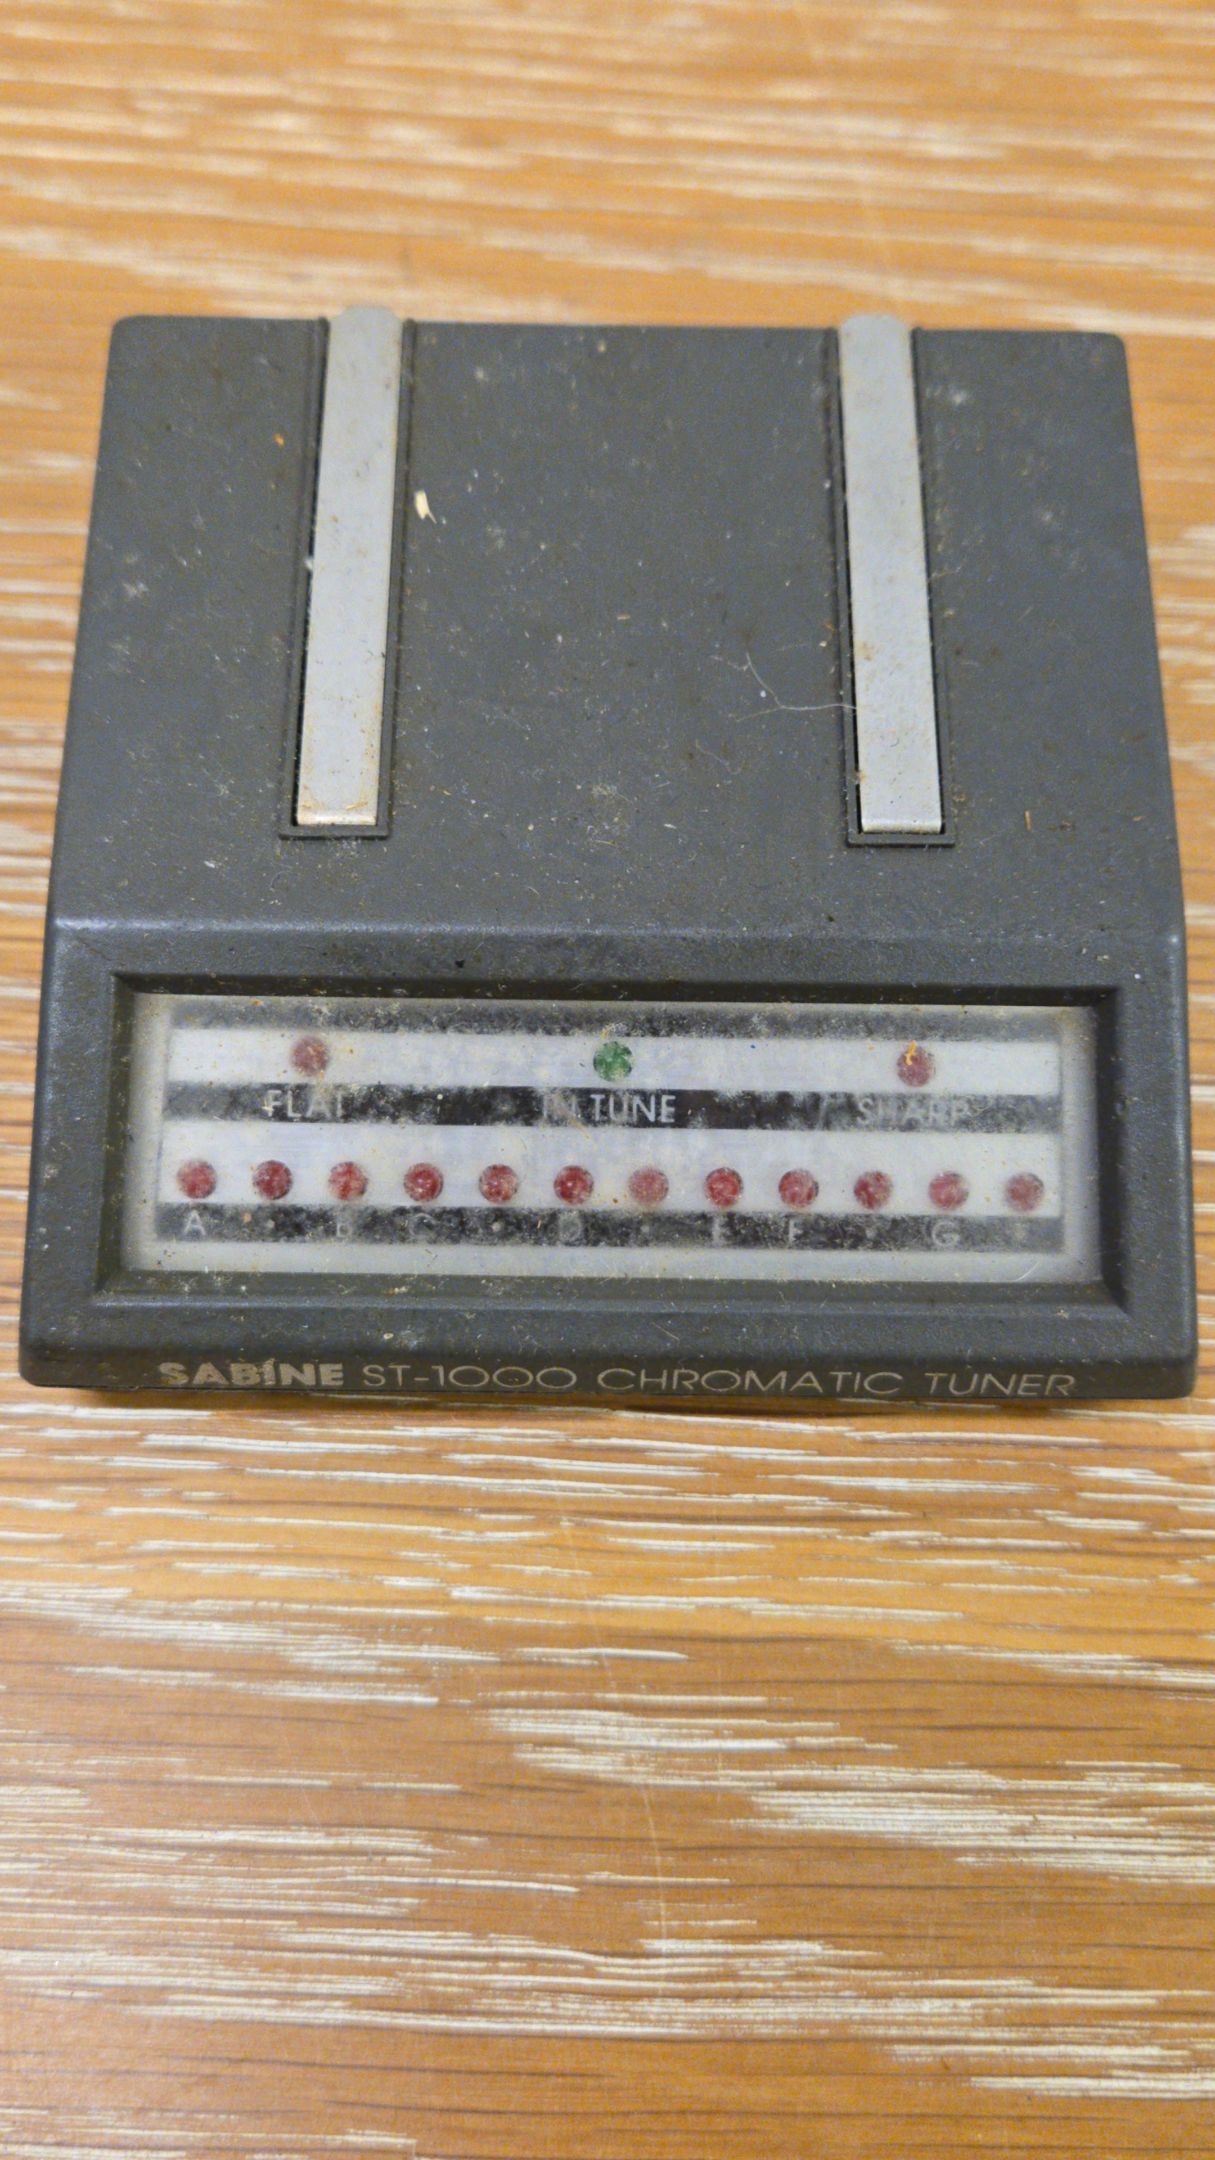 FLAT IN TUNE SHARP
A • B C • D • E F • G •
SABINE ST-1000 CHROMATIC TUNER